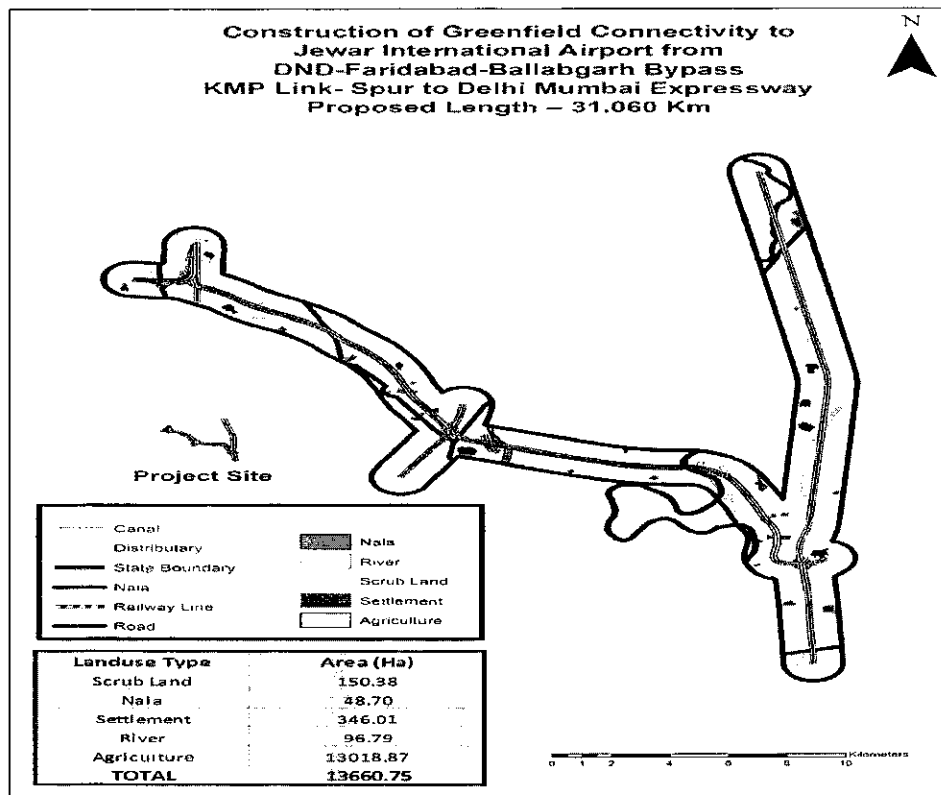 Construction of Greenfield Connectivity to
Jewar International Airport from
DND-Faridabad-Ballabgarh Bypass
KMP Link- Spur to Delhi Mumbai Expressway
Proposed Length – 31.060 Km
N
Project Site
Canal
Distributary
State Boundary
Nala
Railway Line
Road
Nala
River
Scrub Land
Settlement
Agriculture
Landuse Type Area (Ha)
Scrub Land 150.38
Nala 48.70
Settlement 346.01
River 96.79
Agriculture 13018.87
TOTAL 13660.75
Kilometers
0 1 2 4 6 8 10